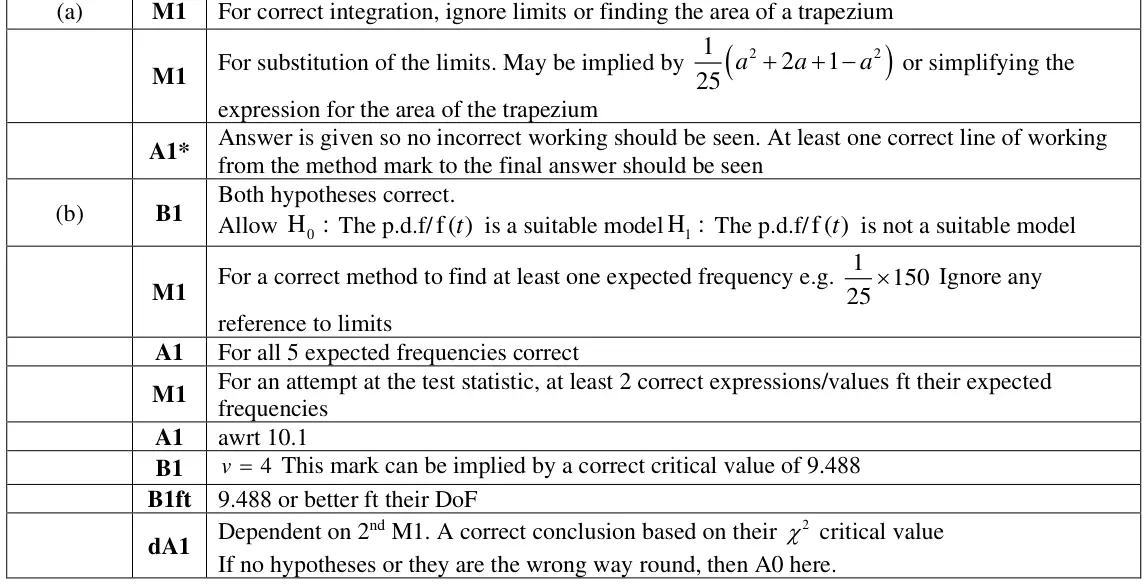 (a) M1 For correct integration, ignore limits or finding the area of a trapezium
M1 For substitution of the limits. May be implied by 1/25 (a² + 2a + 1 − a²) or simplifying the
expression for the area of the trapezium
A1* Answer is given so no incorrect working should be seen. At least one correct line of working
from the method mark to the final answer should be seen
(b) B1 Both hypotheses correct.
Allow H₀ : The p.d.f/ f (t) is a suitable model H₁ : The p.d.f/ f (t) is not a suitable model
M1 For a correct method to find at least one expected frequency e.g. 1/25 ×150 Ignore any
reference to limits
A1 For all 5 expected frequencies correct
M1 For an attempt at the test statistic, at least 2 correct expressions/values ft their expected
frequencies
A1 awrt 10.1
B1 v = 4 This mark can be implied by a correct critical value of 9.488
B1ft 9.488 or better ft their DoF
dA1 Dependent on 2nd M1. A correct conclusion based on their χ² critical value
If no hypotheses or they are the wrong way round, then A0 here.